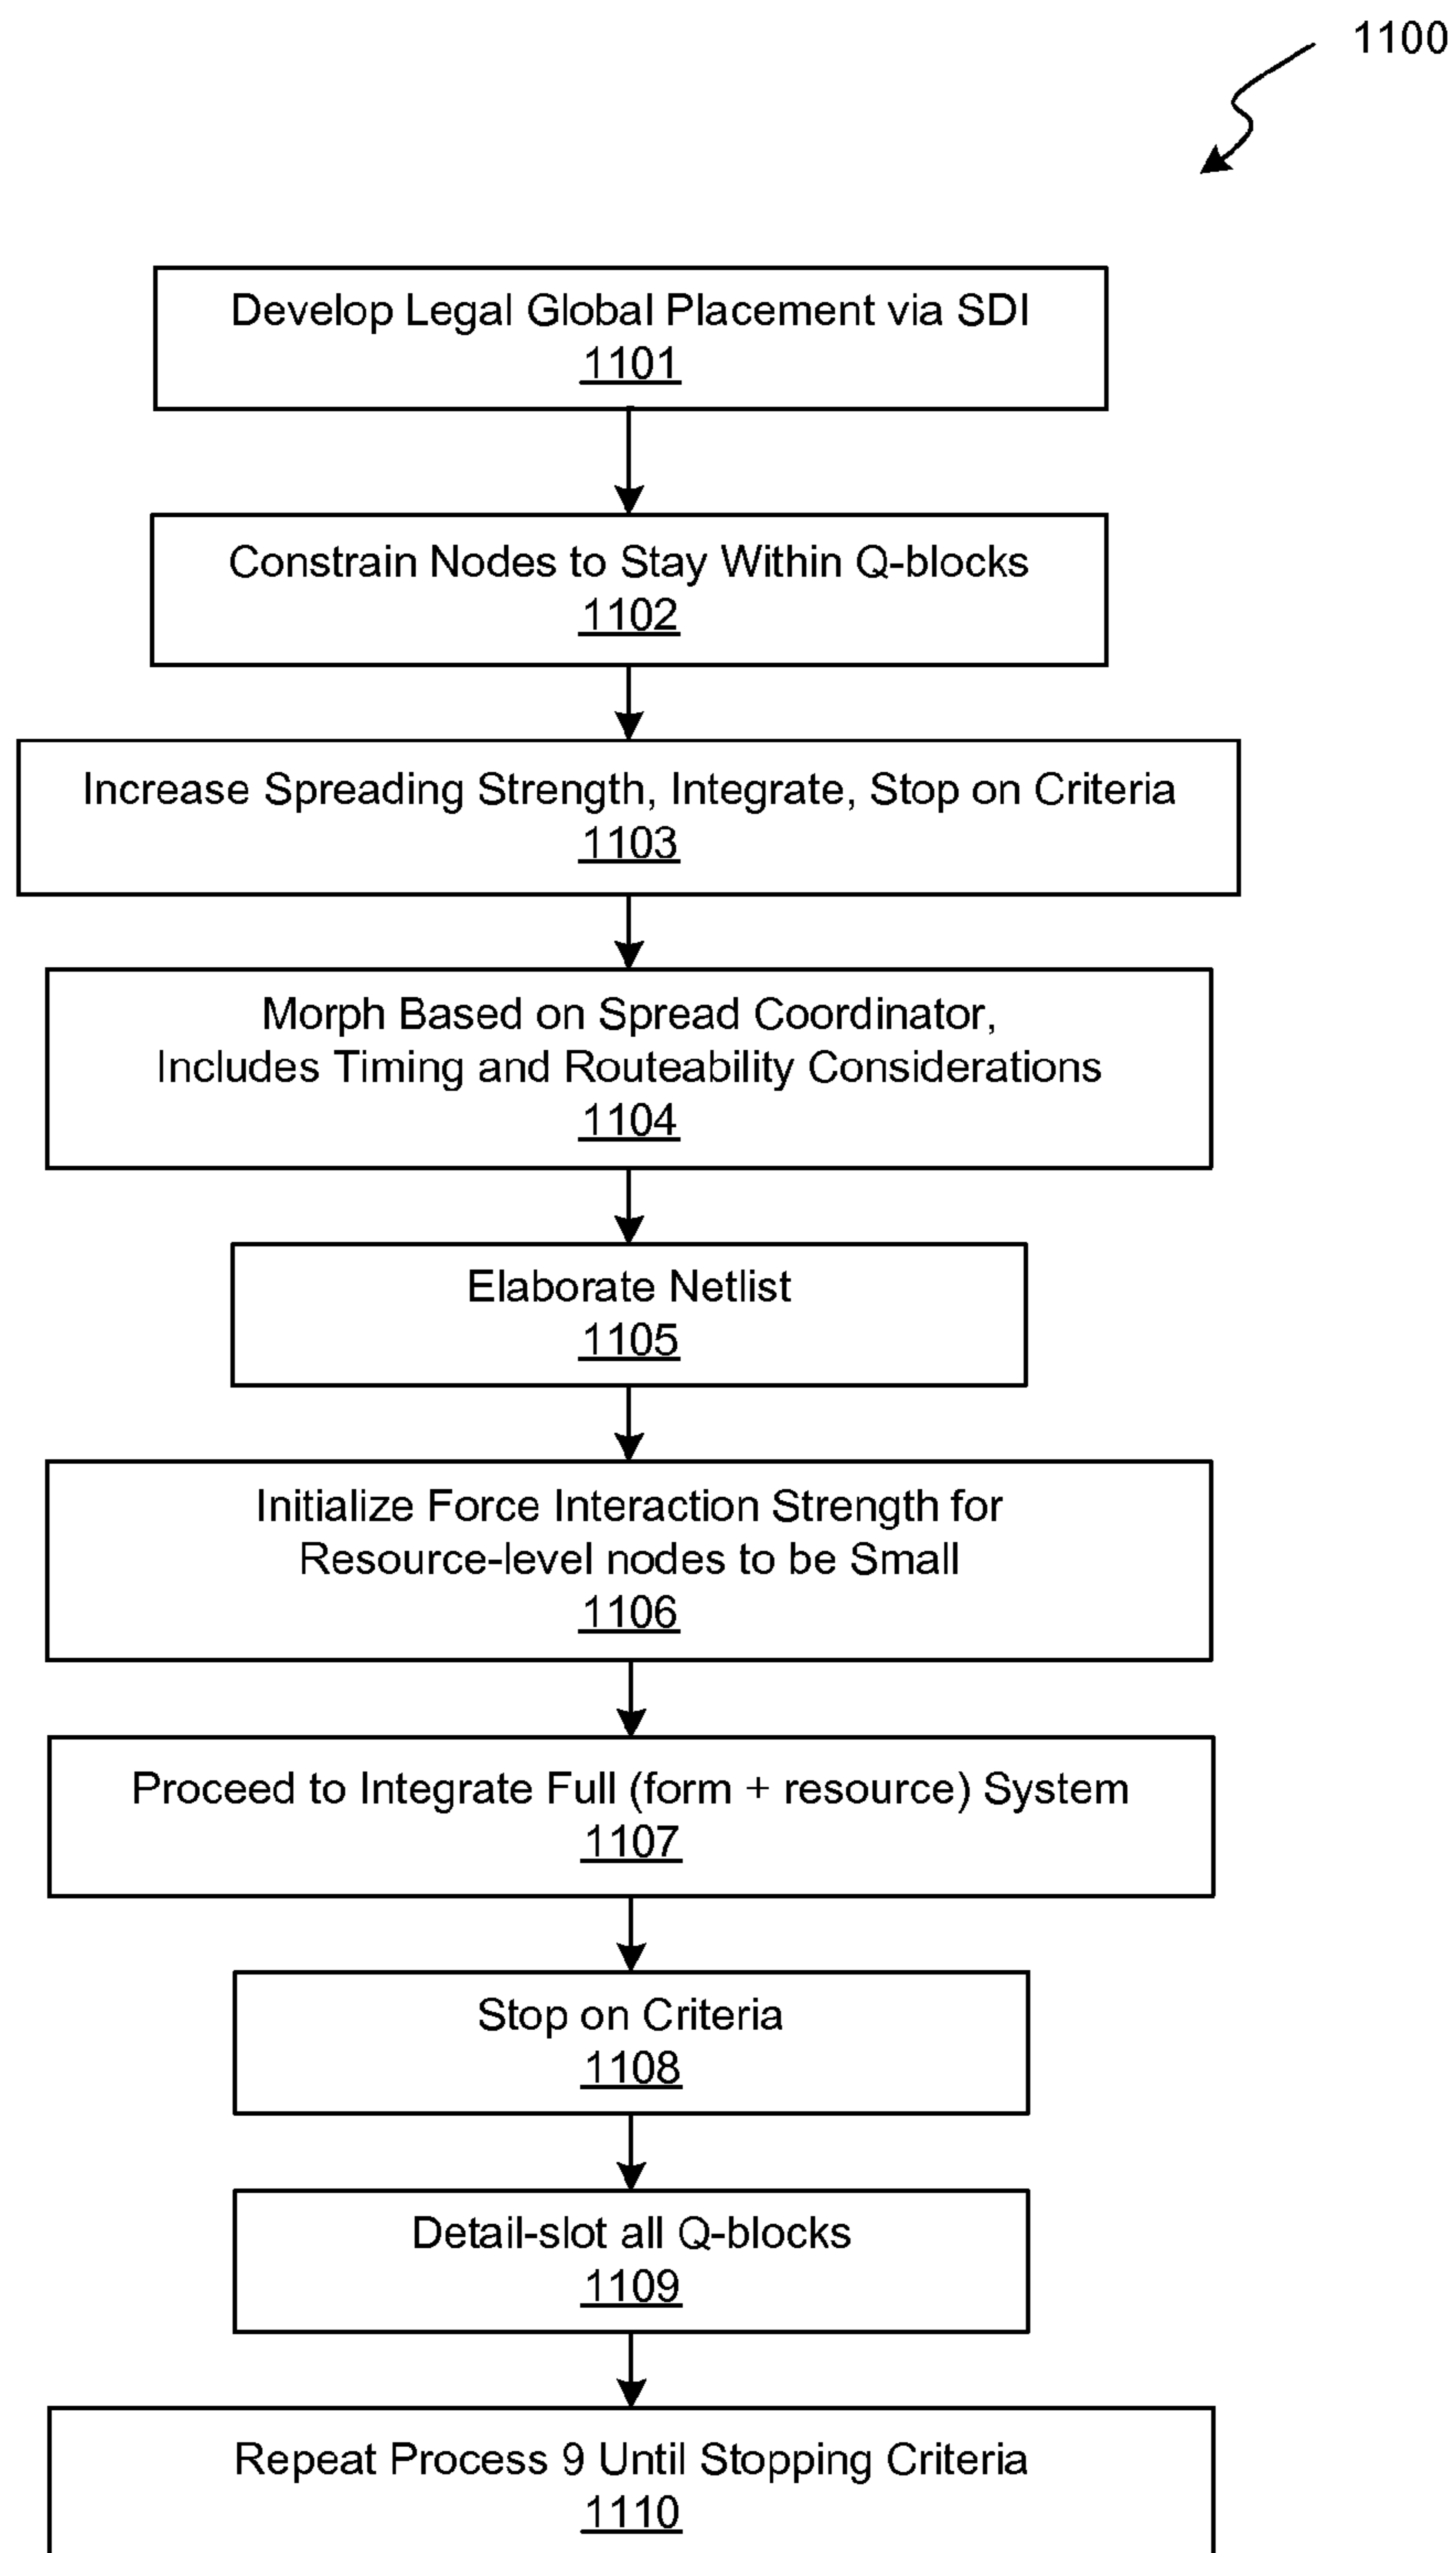 1100
Develop Legal Global Placement via SDI
1101
Constrain Nodes to Stay Within Q-blocks
1102
Increase Spreading Strength, Integrate, Stop on Criteria
1103
Morph Based on Spread Coordinator,
Includes Timing and Routeability Considerations
1104
Elaborate Netlist
1105
Initialize Force Interaction Strength for
Resource-level nodes to be Small
1106
Proceed to Integrate Full (form + resource) System
1107
Stop on Criteria
1108
Detail-slot all Q-blocks
1109
Repeat Process 9 Until Stopping Criteria
1110